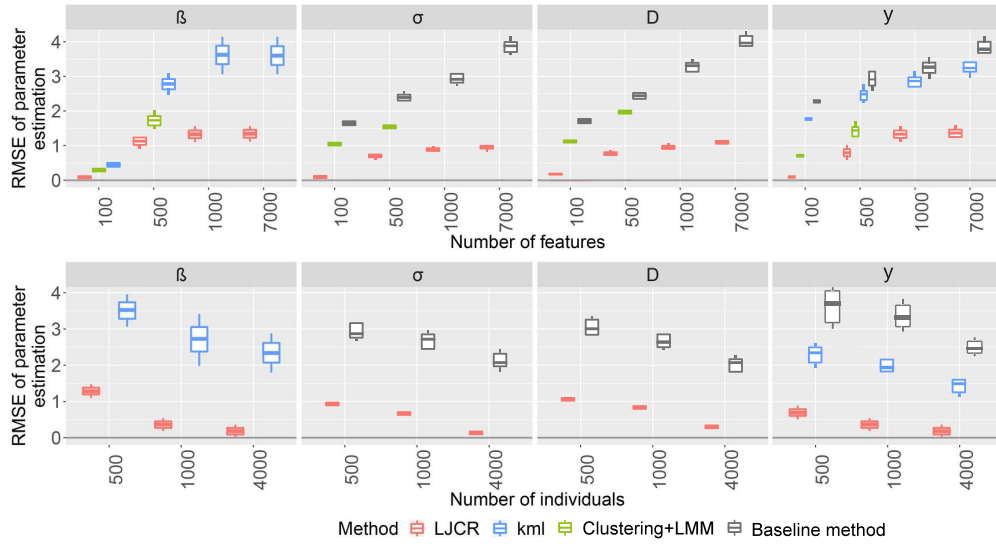 ß σ D y
RMSE of parameter
estimation
4
3
2
1
0
100 500 1000 7000 100 500 1000 7000 100 500 1000 7000 100 500 1000 7000
Number of features
ß σ D y
RMSE of parameter
estimation
4
3
2
1
0
500 1000 4000 500 1000 4000 500 1000 4000 500 1000 4000
Number of individuals
Method LJCR kml Clustering+LMM Baseline method